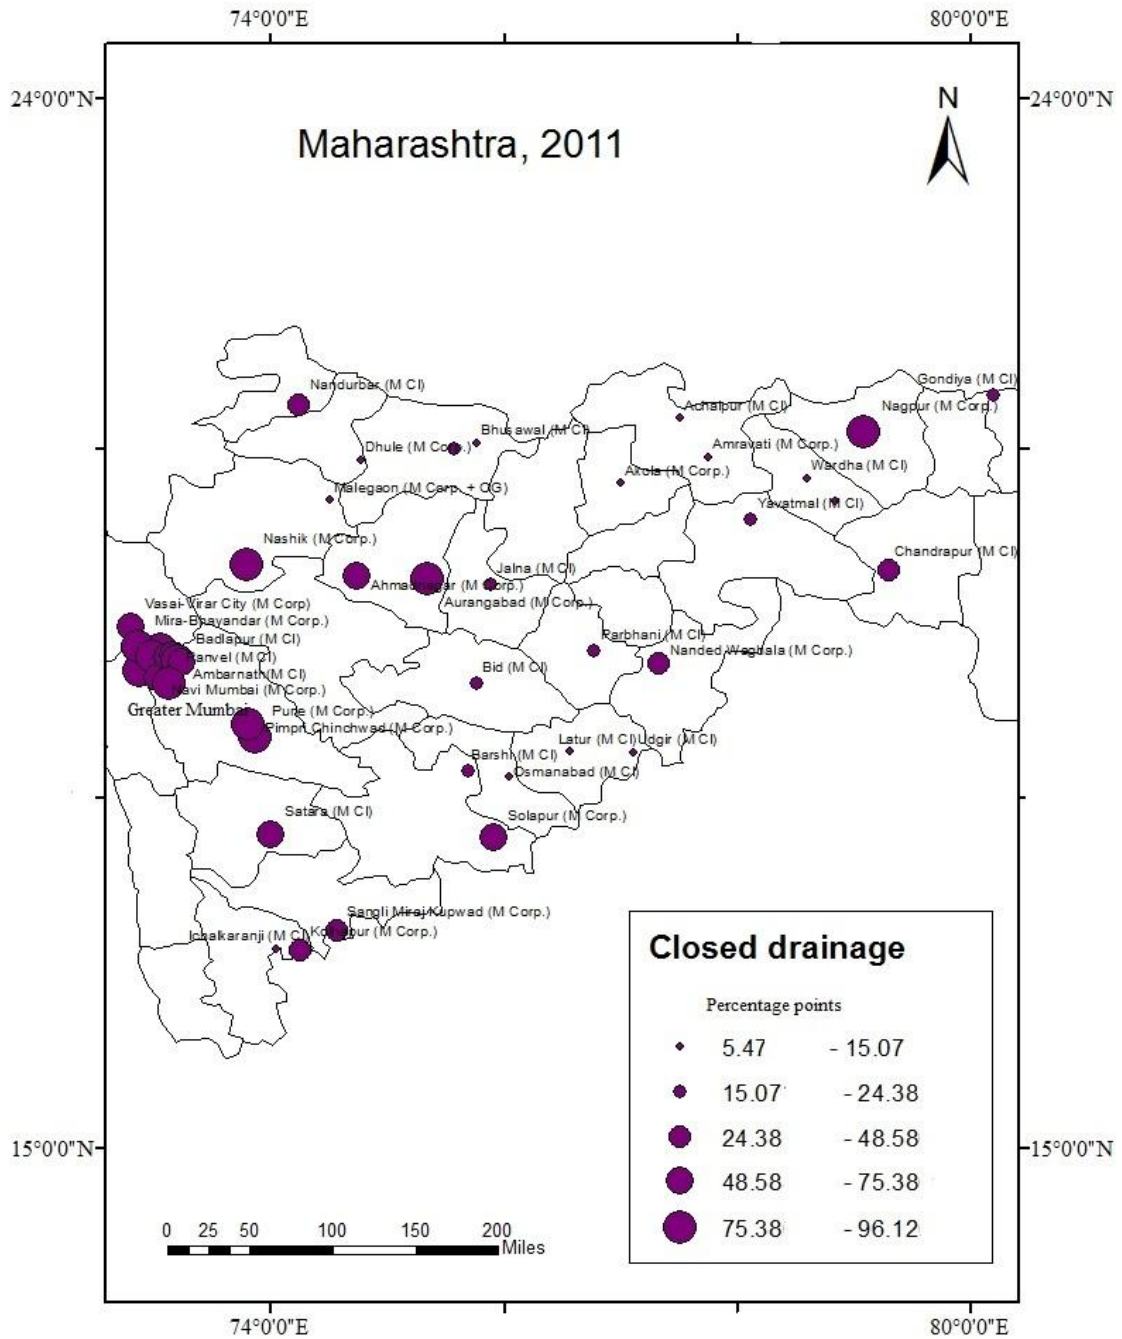 74°0'0"E 80°0'0"E
24°0'0"N 24°0'0"N
N
Maharashtra, 2011
Gondiya (M Cl)
Nandurbar (M Cl)
Nagpur (M Corp.)
Achalpur (M Cl)
Bhusawal (M Cl)
Dhule (M Corp.)
Amravati (M Corp.)
Wardha (M Cl)
Akola (M Corp.)
Malegaon (M Corp. + OG)
Yavatmal (M Cl)
Nashik (M Corp.)
Chandrapur (M Cl)
Jalna (M Cl)
Ahmadnagar (M Corp.)
Aurangabad (M Corp.)
Vasai-Virar City (M Corp)
Mira-Bhayandar (M Corp.)
Badlapur (M Cl)
Parbhani (M Cl)
Nanded Waghala (M Corp.)
Panvel (M Cl)
Bid (M Cl)
Ambarnath (M Cl)
Navi Mumbai (M Corp.)
Greater Mumbai
Pune (M Corp.)
Pimpri Chinchwad (M Corp.)
Latur (M Cl)
Udgir (M Cl)
Barshi (M Cl)
Osmanabad (M Cl)
Satara (M Cl)
Solapur (M Corp.)
Sangli Miraj Kupwad (M Corp.)
Ichalkaranji (M Cl)
Kolhapur (M Corp.)
Closed drainage
Percentage points
5.47 - 15.07
15.07 - 24.38
24.38 - 48.58
48.58 - 75.38
75.38 - 96.12
15°0'0"N 15°0'0"N
0 25 50 100 150 200
Miles
74°0'0"E 80°0'0"E